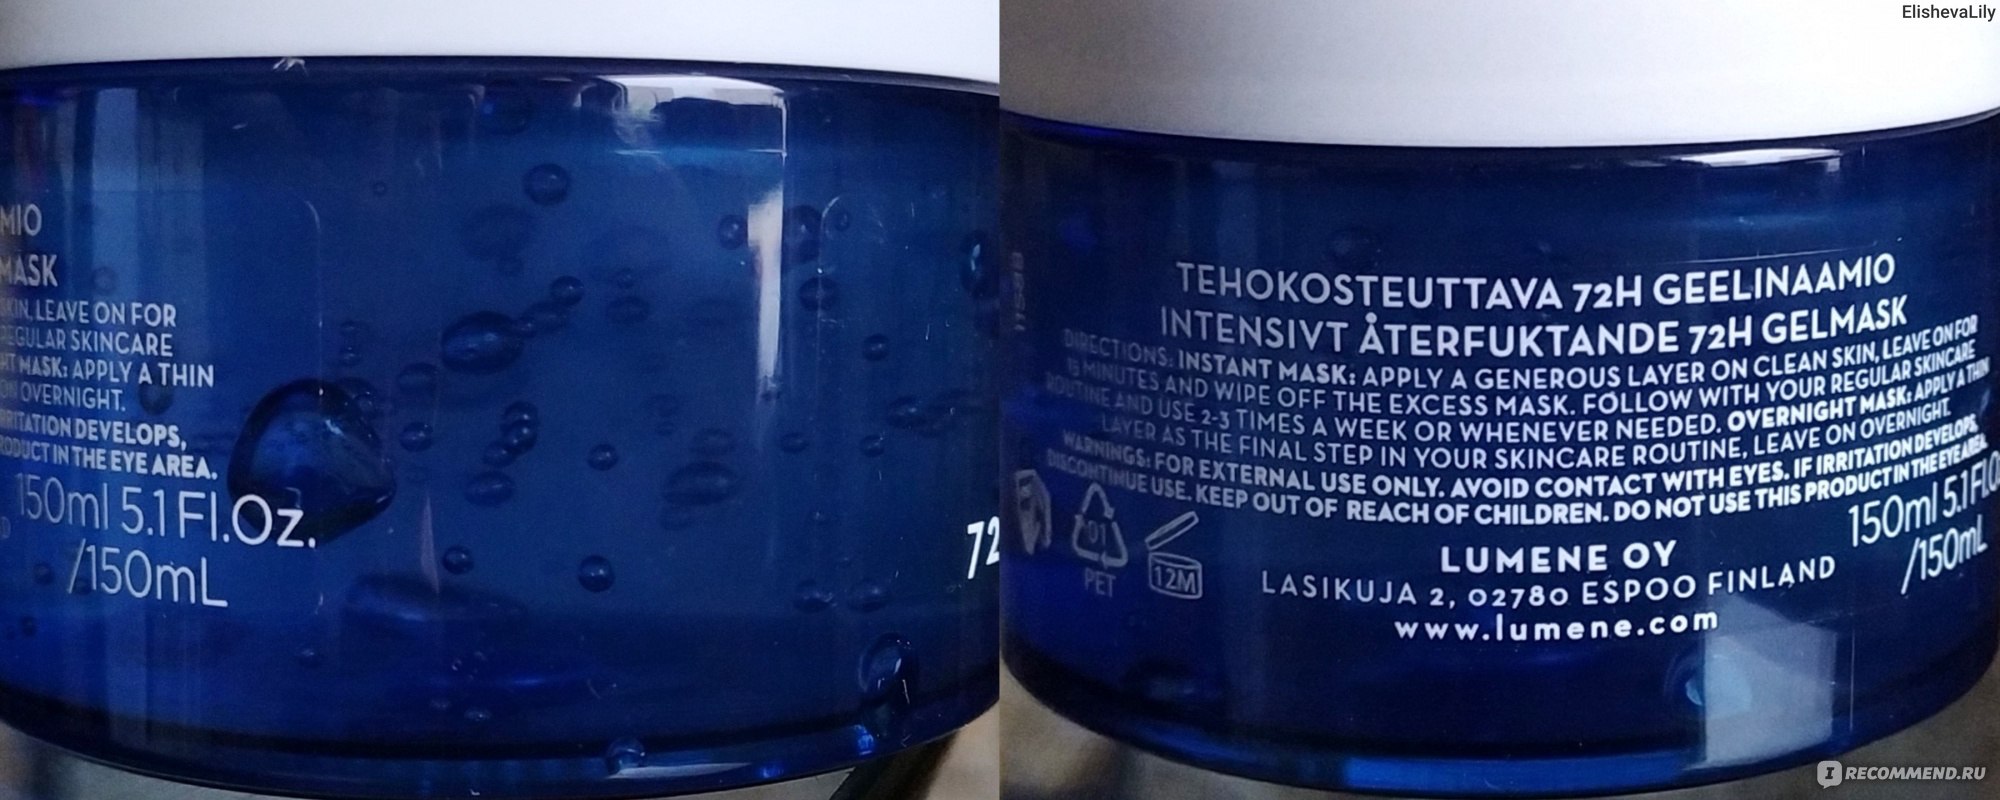 MIO
MASK
SKIN, LEAVE ON FOR
REGULAR SKINCARE
MASK: APPLY A THIN
ON OVERNIGHT.
IRRITATION DEVELOPS,
PRODUCT IN THE EYE AREA.
150ml 5.1 Fl.Oz.
/150mL
72
ElishevaLily
TEHOKOSTEUTTAVA 72H GEELINAAMIO
INTENSIVT ÅTERFUKTANDE 72H GELMASK
DIRECTIONS: INSTANT MASK: APPLY A GENEROUS LAYER ON CLEAN SKIN, LEAVE ON FOR
15 MINUTES AND WIPE OFF THE EXCESS MASK. FOLLOW WITH YOUR REGULAR SKINCARE
ROUTINE AND USE 2-3 TIMES A WEEK OR WHENEVER NEEDED. OVERNIGHT MASK: APPLY A THIN
LAYER AS THE FINAL STEP IN YOUR SKINCARE ROUTINE, LEAVE ON OVERNIGHT.
WARNINGS: FOR EXTERNAL USE ONLY. AVOID CONTACT WITH EYES. IF IRRITATION DEVELOPS,
DISCONTINUE USE. KEEP OUT OF REACH OF CHILDREN. DO NOT USE THIS PRODUCT IN THE EYE AREA.
150ml 5.1 Fl.O
/150mL
01
PET
12M
LUMENE OY
LASIKUJA 2, 02780 ESPOO FINLAND
www.lumene.com
I RECOMMEND.RU